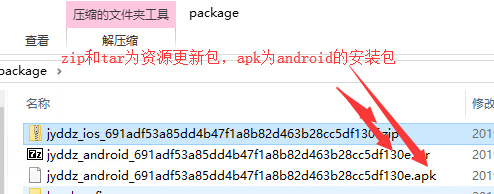 压缩的文件夹工具 package
查看 解压缩
zip和tar为资源更新包，apk为android的安装包
package
名称 修改
jyddz_ios_691adf53a85dd4b47f1a8b82d463b28cc5df130
jyddz_android_691adf53a85dd4b47f1a8b82d463b28cc5df130e
jyddz_android_691adf53a85dd4b47f1a8b82d463b28cc5df130e.apk